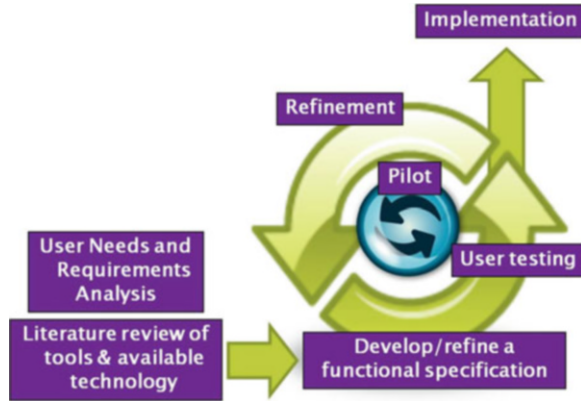 Implementation
Refinement
Pilot
User testing
User Needs and
Requirements
Analysis
Literature review of
tools & available
technology
Develop/refine a
functional specification